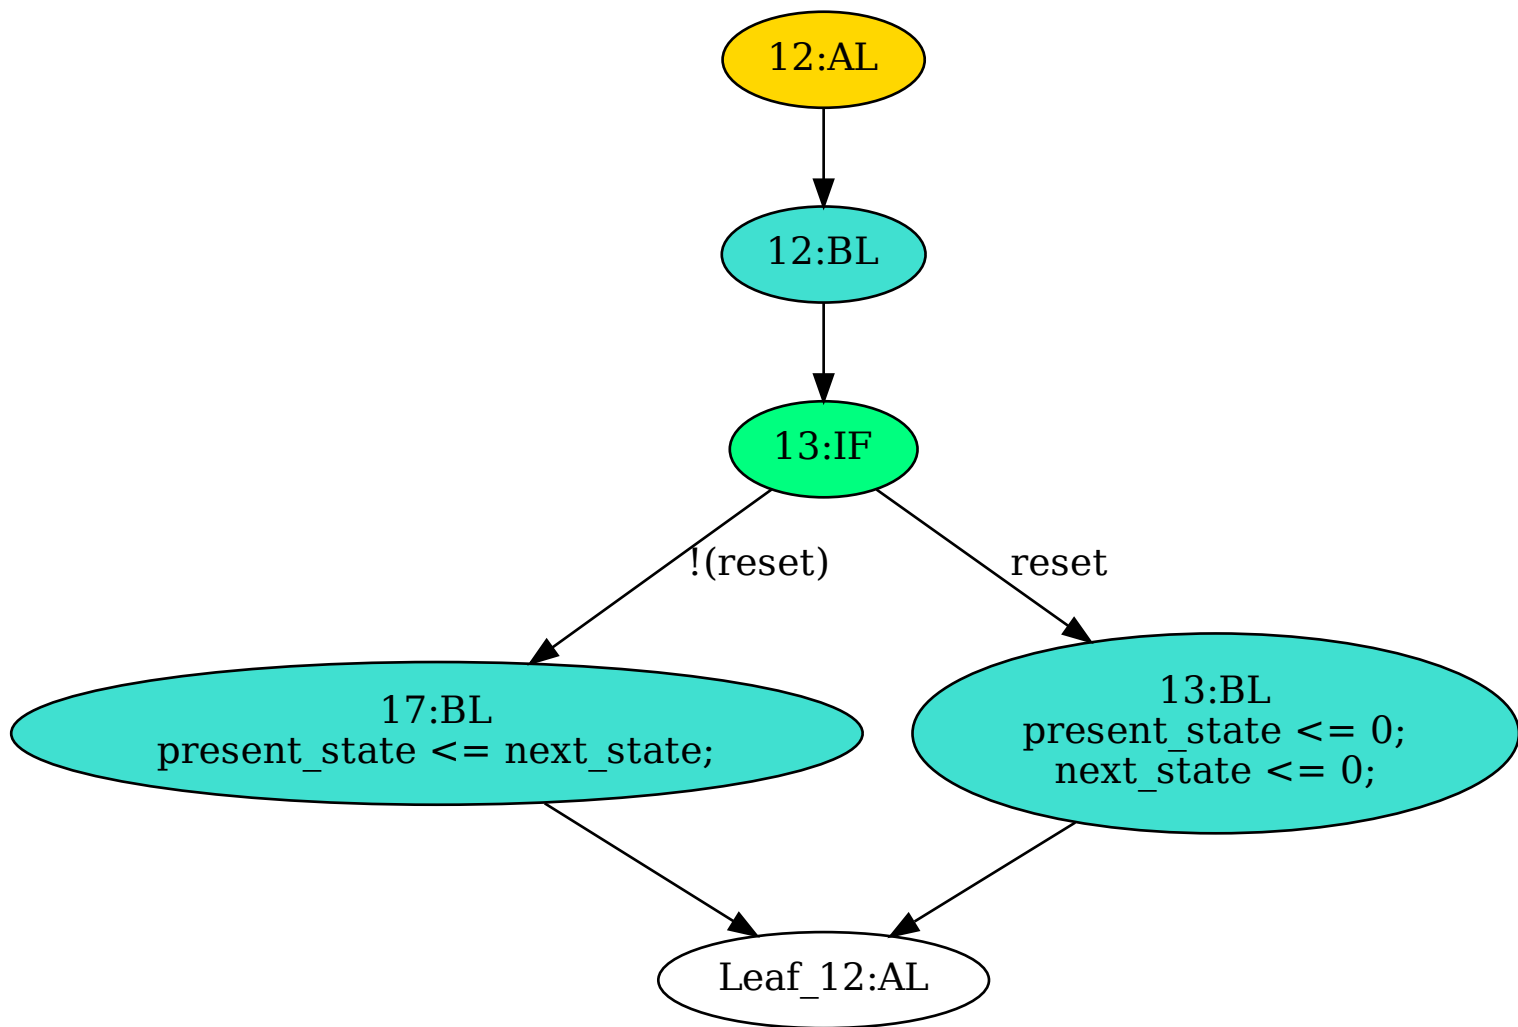 12:AL
12:BL
13:IF
!(reset)
reset
17:BL
present_state <= next_state;
13:BL
present_state <= 0;
next_state <= 0;
Leaf_12:AL